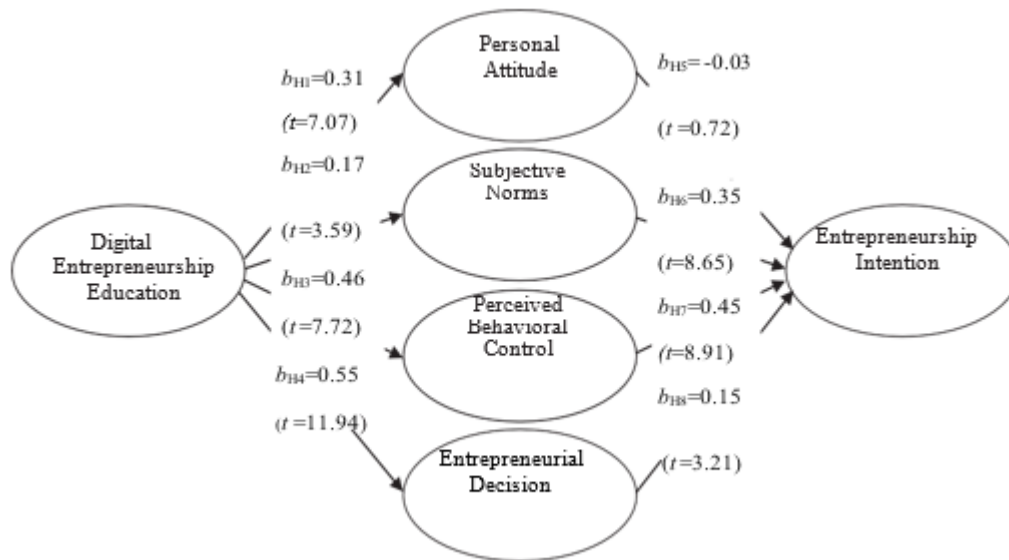 Personal
Attitude
bH1=0.31
(t=7.07)
bH2=0.17
bH5= -0.03
(t =0.72)
Subjective
Norms
bH6=0.35
(t=3.59)
bH3=0.46
(t=7.72)
bH4=0.55
(t =11.94)
Digital
Entrepreneurship
Education
(t=8.65)
bH7=0.45
(t=8.91)
bH8=0.15
Entrepreneurship
Intention
Perceived
Behavioral
Control
Entrepreneurial
Decision
(t=3.21)